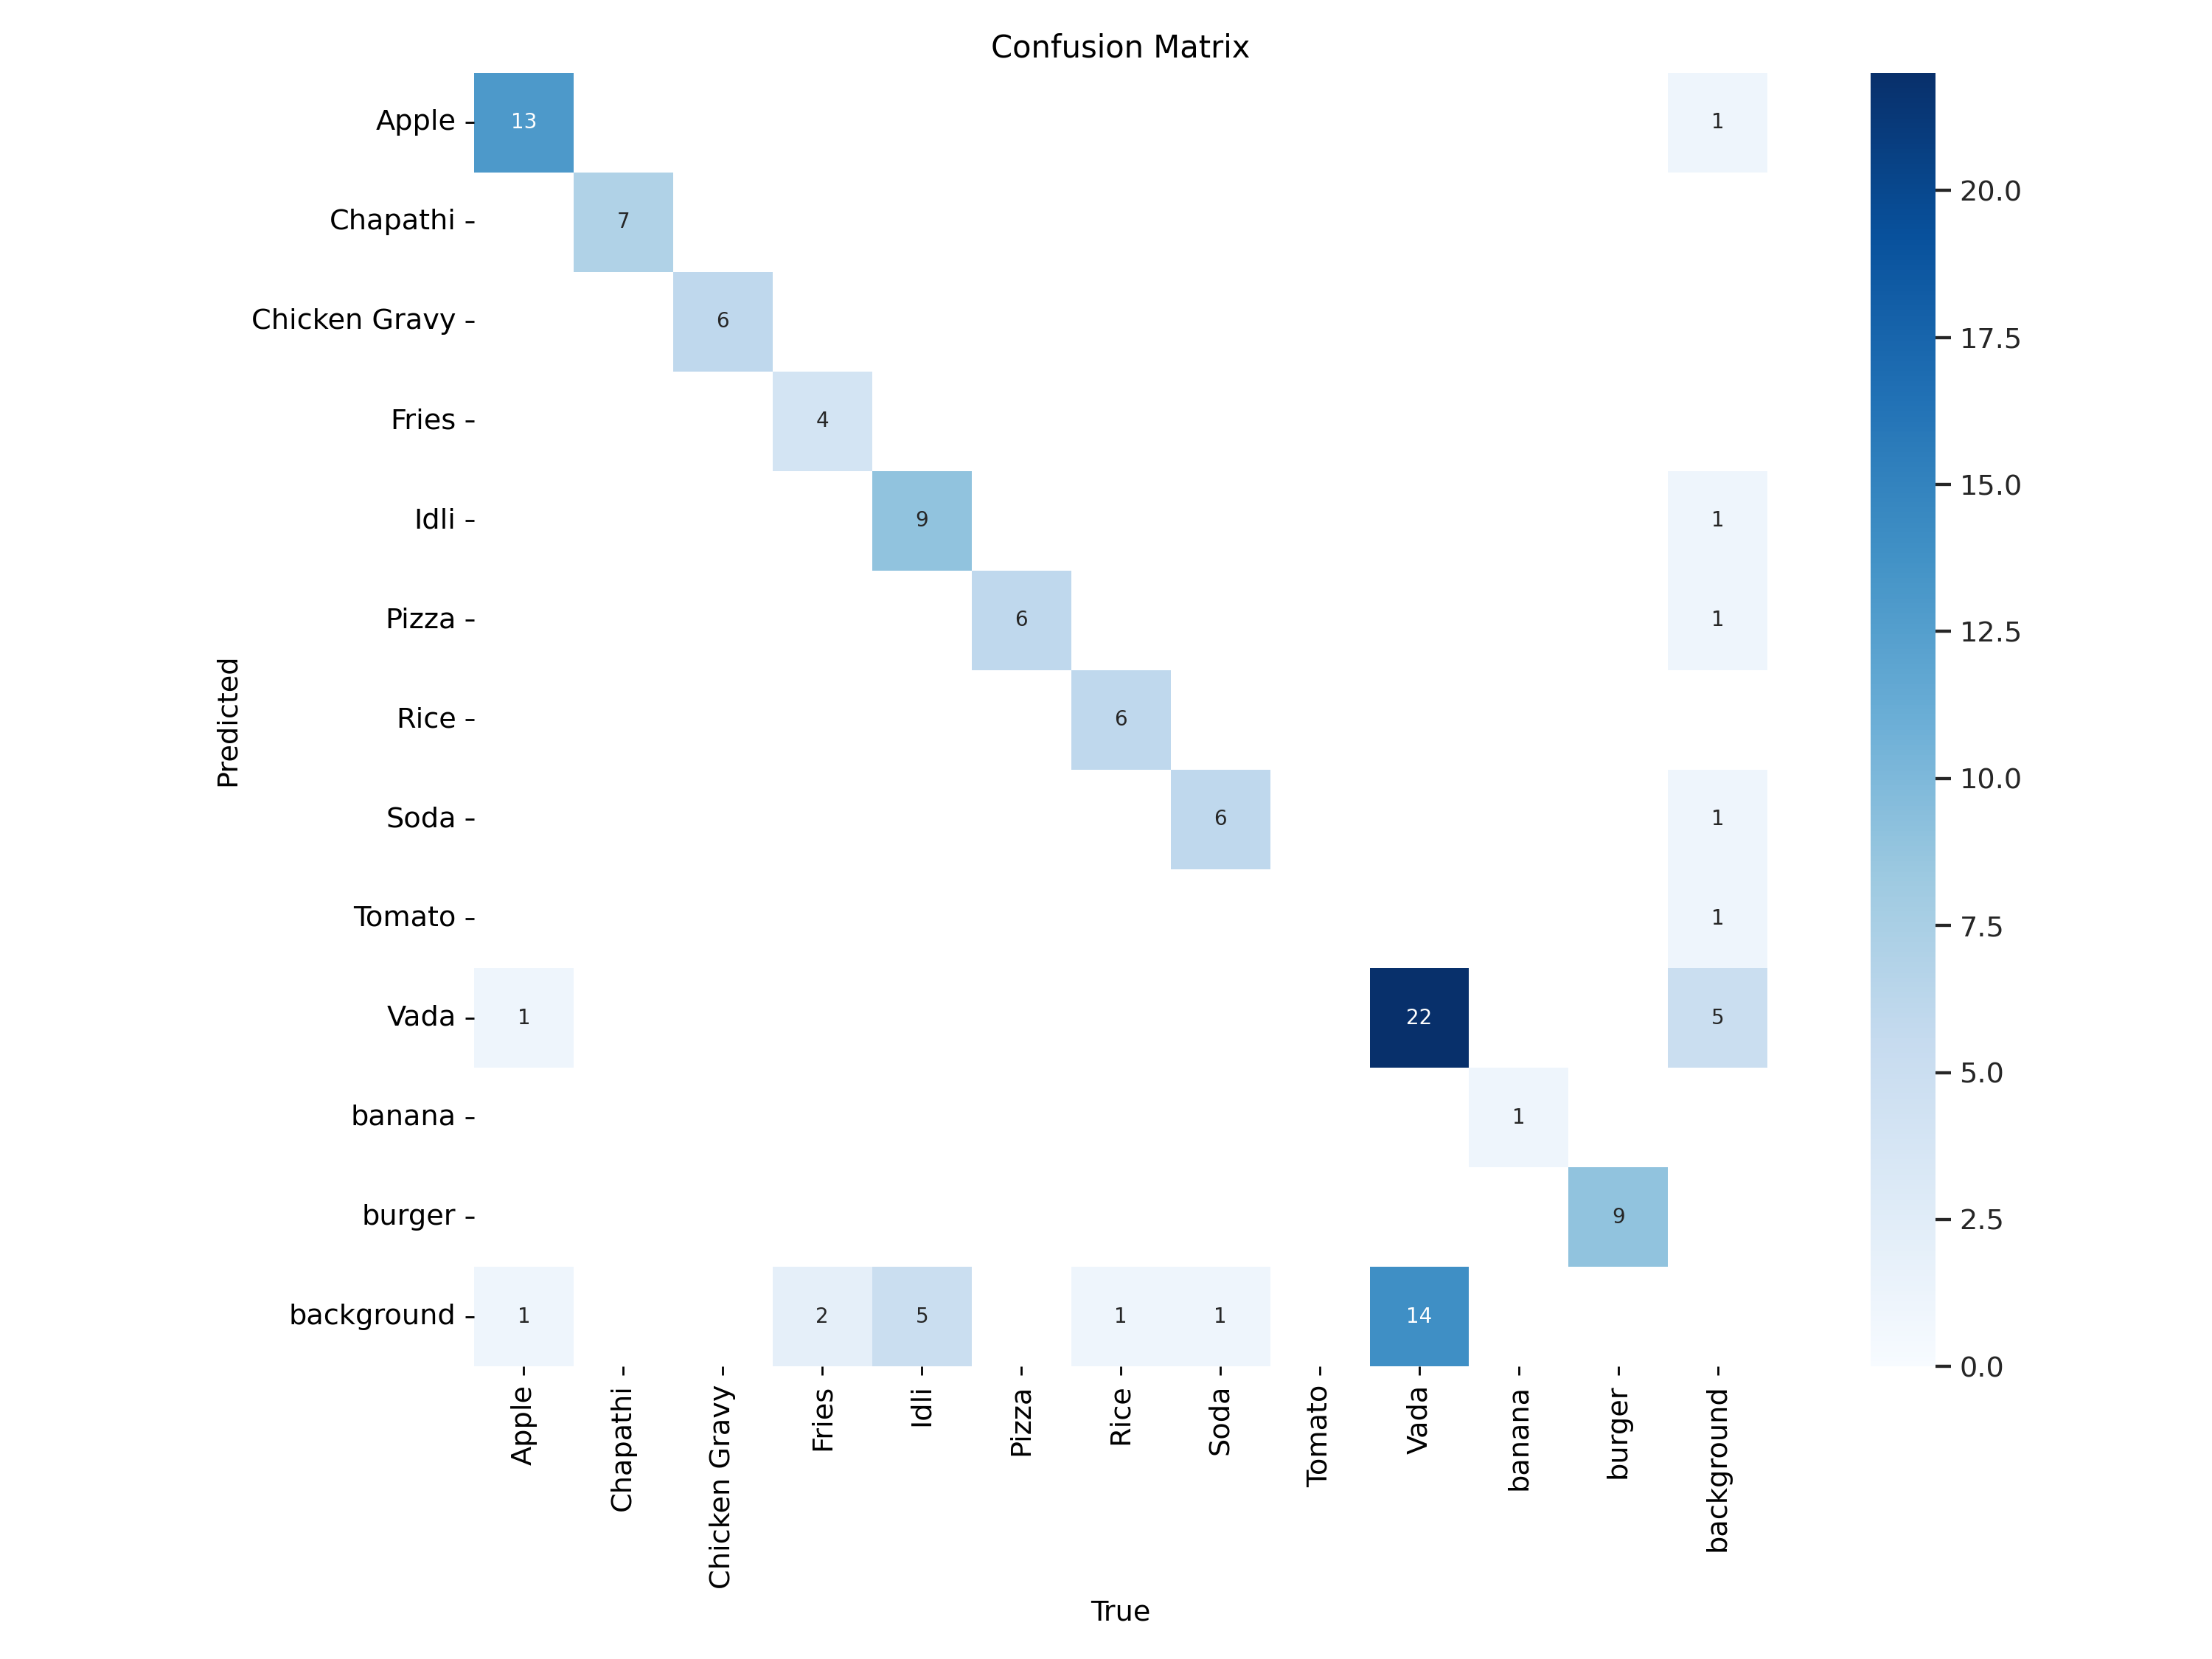 Confusion Matrix
Apple 13 1
Chapathi 7
Chicken Gravy 6
Fries 4
Idli 9 1
Pizza 6 1
Rice 6
Soda 6 1
Tomato 1
Vada 1 22 5
banana 1
burger 9
background 1 2 5 1 1 14
Predicted
Apple
Chapathi
Chicken Gravy
Fries
Idli
Pizza
Rice
Soda
Tomato
Vada
banana
burger
background
True
20.0
17.5
15.0
12.5
10.0
7.5
5.0
2.5
0.0